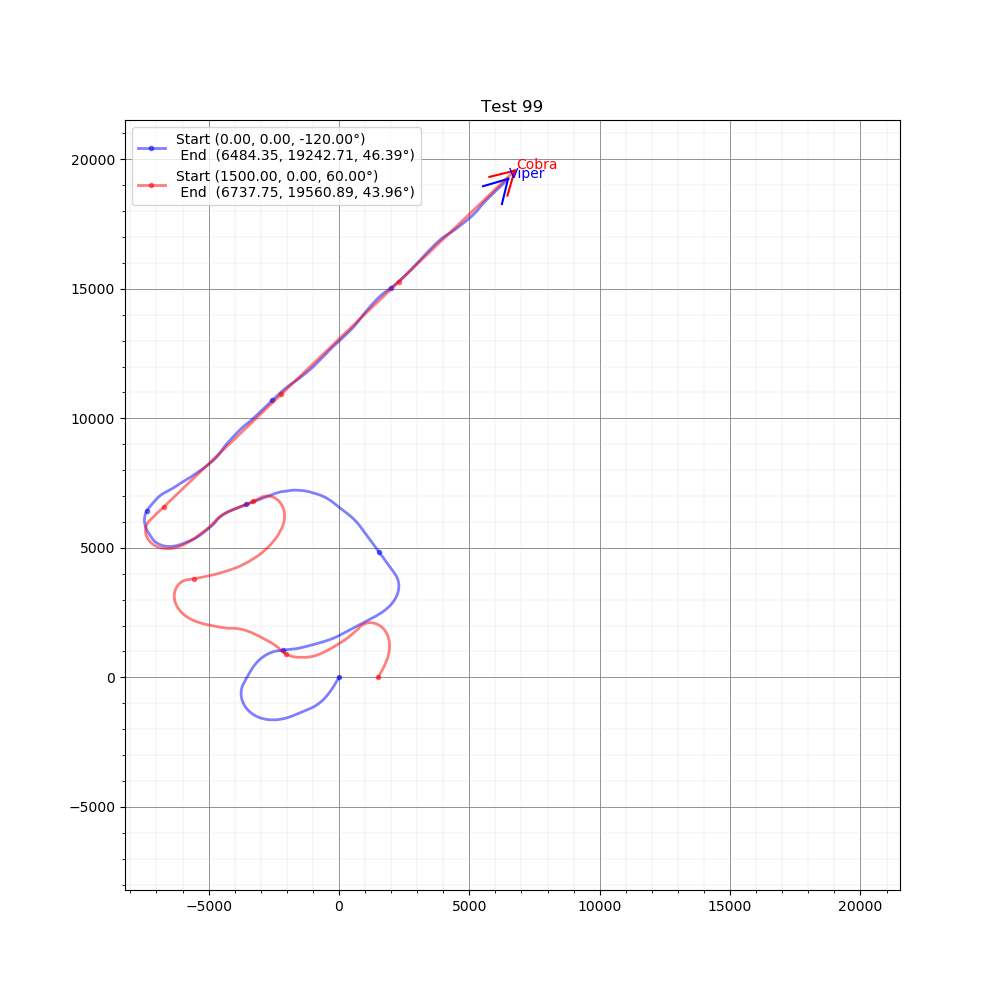 Test 99
Start (0.00, 0.00, -120.00°)
End  (6484.35, 19242.71, 46.39°)
Start (1500.00, 0.00, 60.00°)
End  (6737.75, 19560.89, 43.96°)
Cobra
Viper
20000
15000
10000
5000
0
−5000
−5000
0
5000
10000
15000
20000